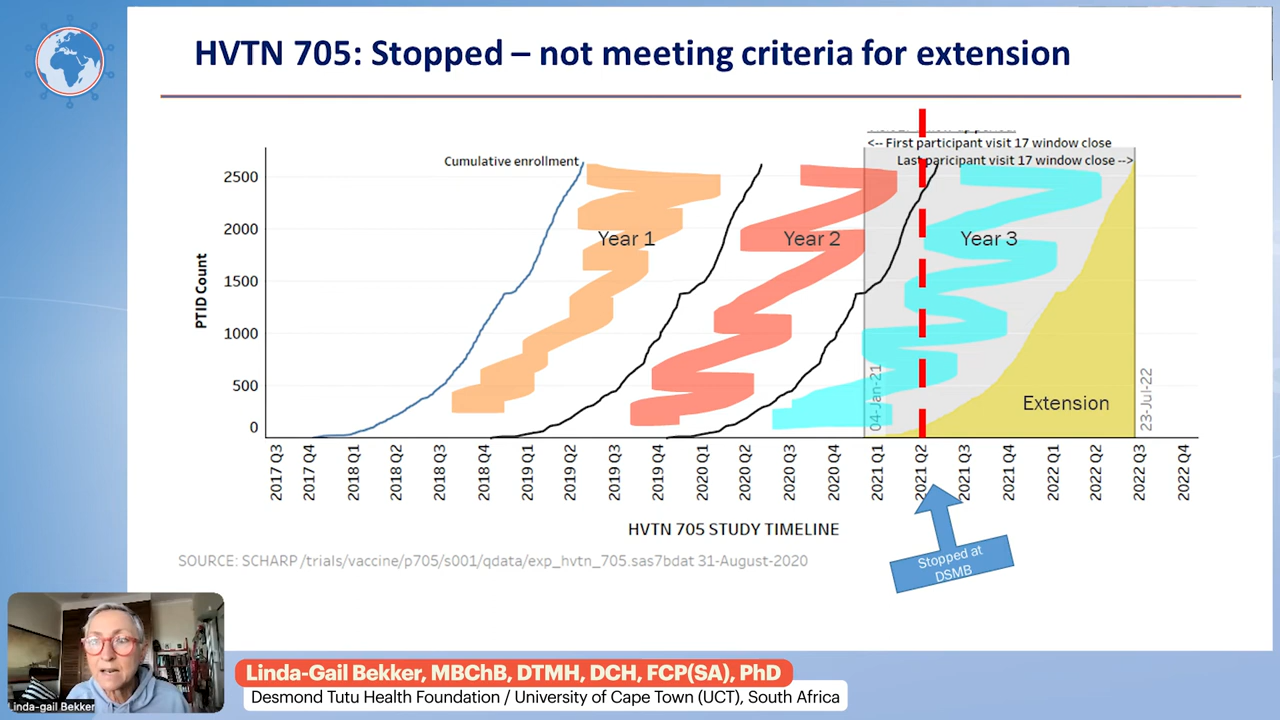 HVTN 705: Stopped – not meeting criteria for extension
<-- First participant visit 17 window close
Cumulative enrollment
Last paricipant visit 17 window close -->
2500
2000
1500
1000
500
0
PTID Count
Year 1
Year 2
Year 3
Extension
04-Jan-21
23-Jul-22
2017 Q3
2017 Q4
2018 Q1
2018 Q2
2018 Q3
2018 Q4
2019 Q1
2019 Q2
2019 Q3
2019 Q4
2020 Q1
2020 Q2
2020 Q3
2020 Q4
2021 Q1
2021 Q2
2021 Q3
2021 Q4
2022 Q1
2022 Q2
2022 Q3
2022 Q4
HVTN 705 STUDY TIMELINE
Stopped at
DSMB
SOURCE: SCHARP /trials/vaccine/p705/s001/qdata/exp_hvtn_705.sas7bdat 31-August-2020
Linda-gail Bekker
Linda-Gail Bekker, MBChB, DTMH, DCH, FCP(SA), PhD
Desmond Tutu Health Foundation / University of Cape Town (UCT), South Africa